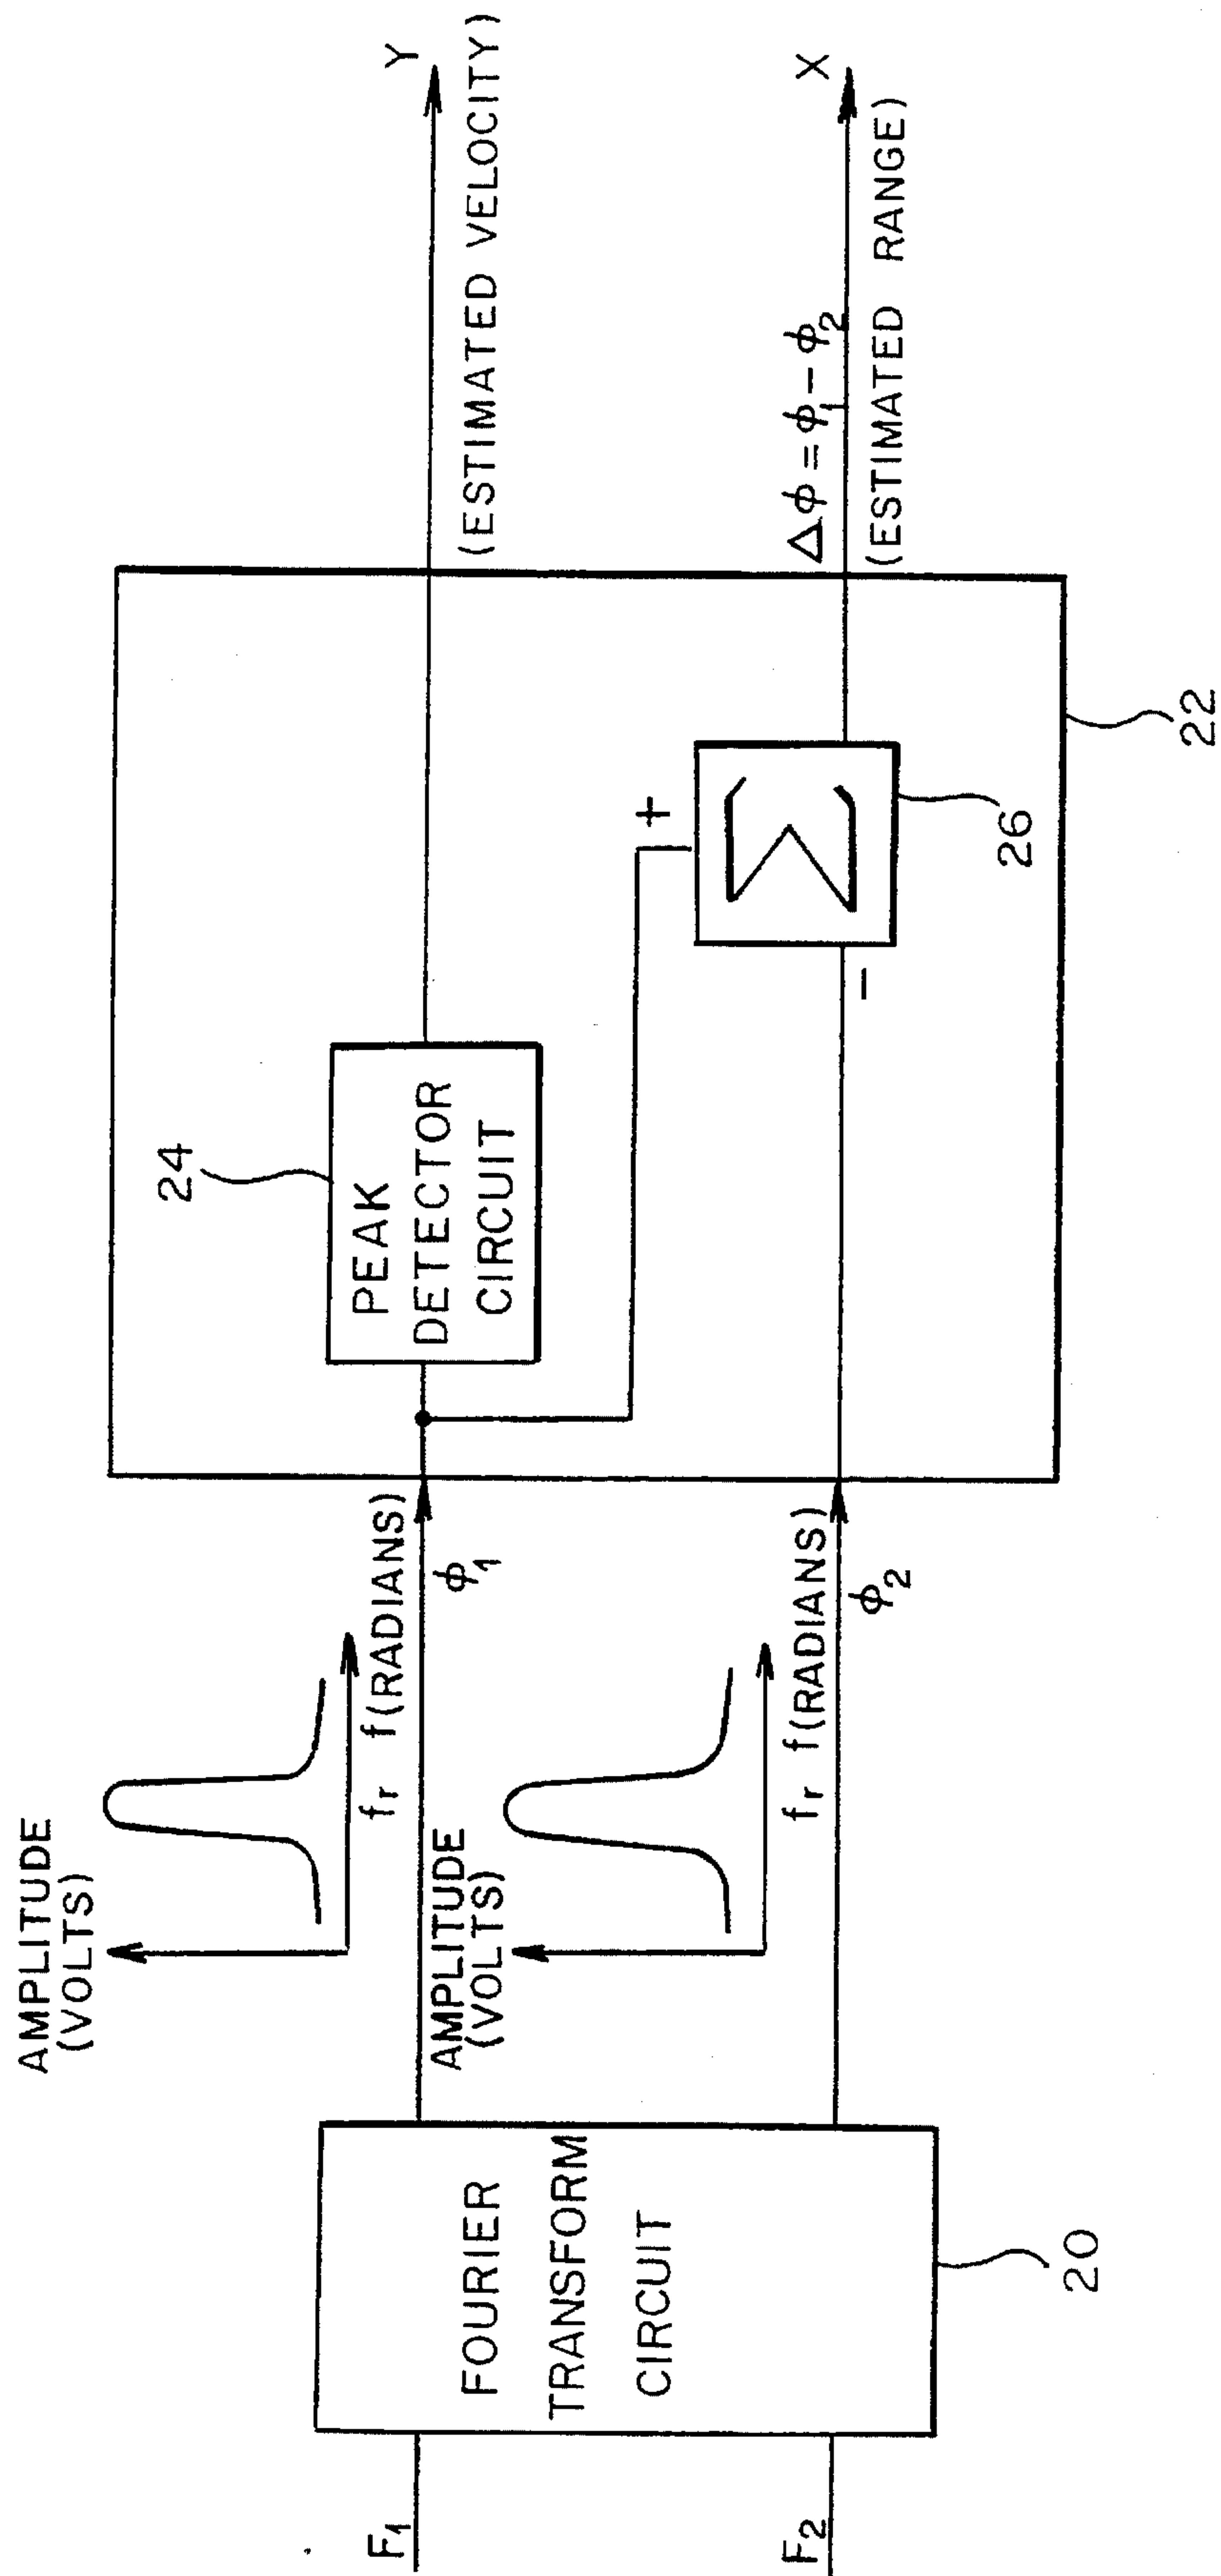 F1
F2
FOURIER
TRANSFORM
CIRCUIT
20
AMPLITUDE
(VOLTS)
fr f(RADIANS)
ϕ1
AMPLITUDE
(VOLTS)
fr f(RADIANS)
ϕ2
24
PEAK
DETECTOR
CIRCUIT
+
−
Σ
26
22
Y
(ESTIMATED VELOCITY)
Δϕ = ϕ1 − ϕ2
X
(ESTIMATED RANGE)